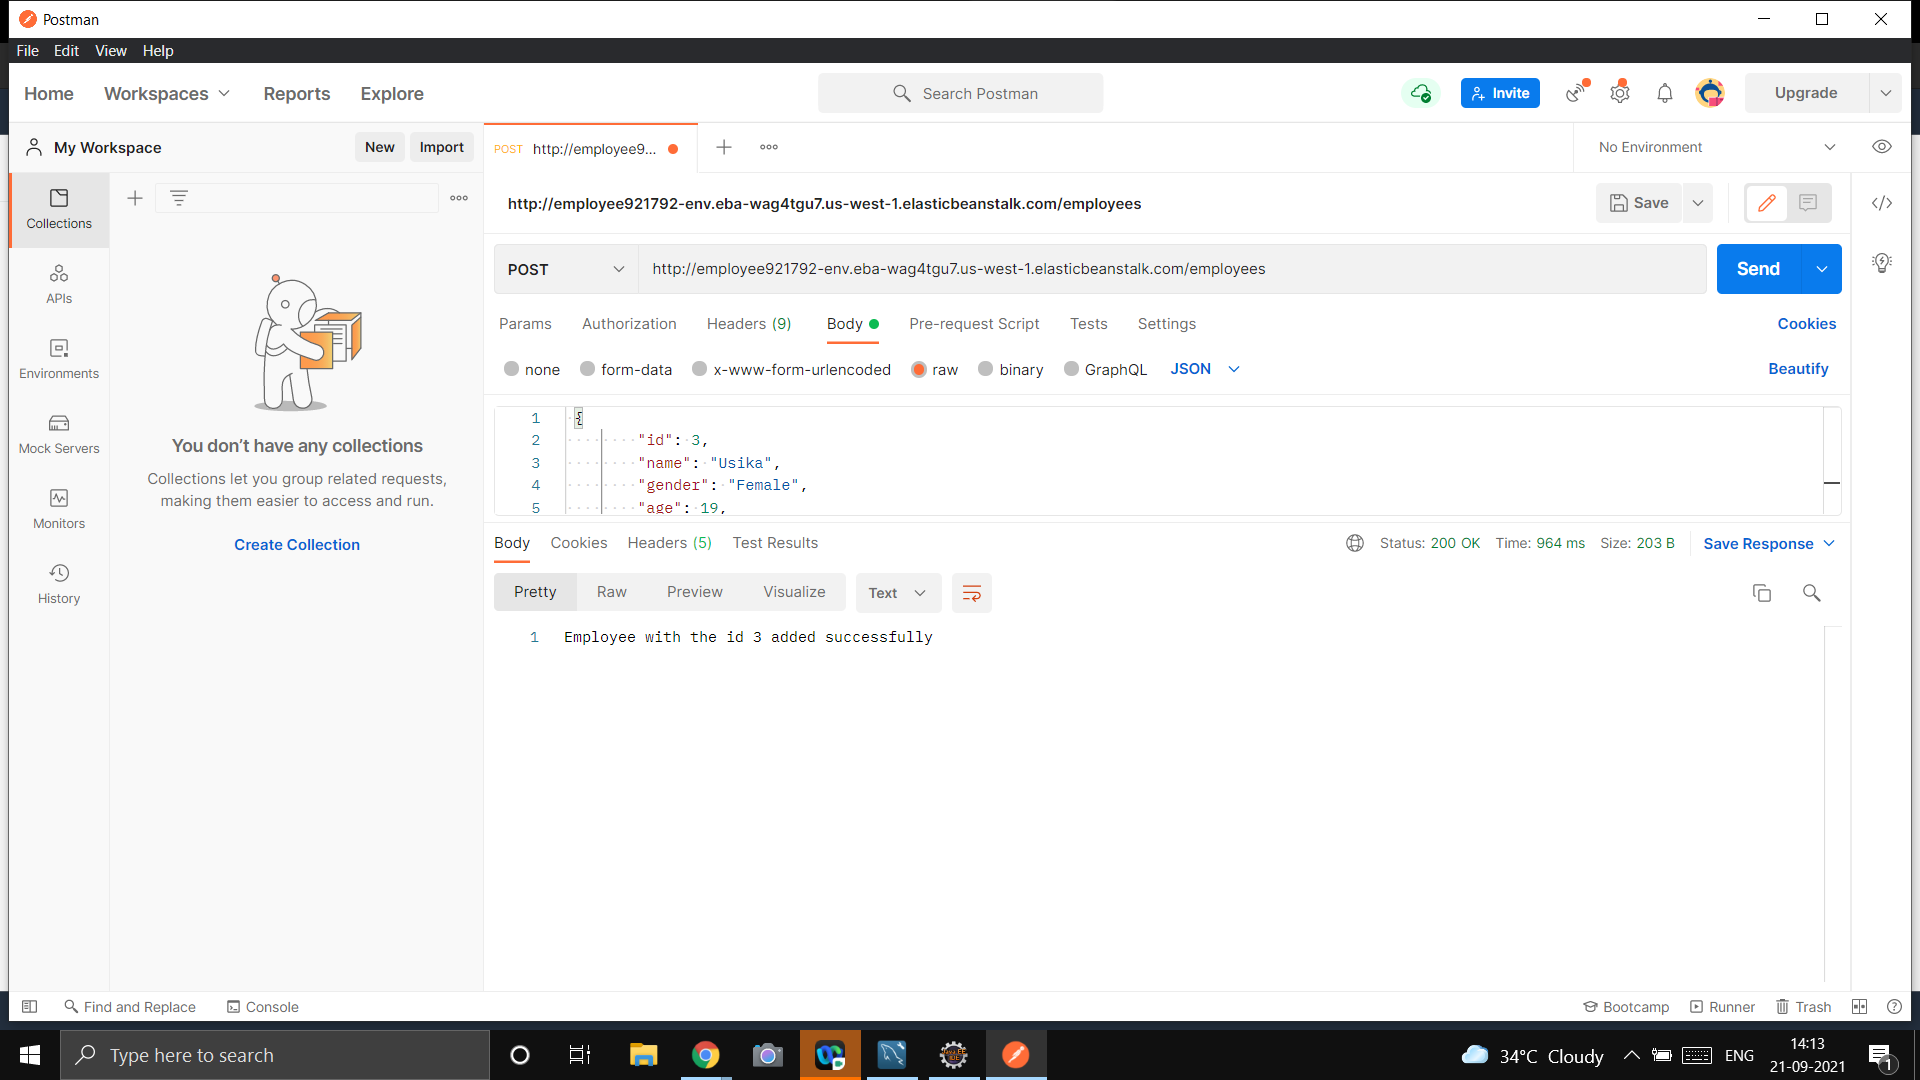 Postman
File Edit View Help
Home Workspaces Reports Explore
Search Postman
Invite
Upgrade
My Workspace
New Import
POST http://employee9...
No Environment
Collections
APIs
Environments
Mock Servers
Monitors
History
You don't have any collections
Collections let you group related requests,
making them easier to access and run.
Create Collection
http://employee921792-env.eba-wag4tgu7.us-west-1.elasticbeanstalk.com/employees
Save
POST http://employee921792-env.eba-wag4tgu7.us-west-1.elasticbeanstalk.com/employees
Send
Params Authorization Headers (9) Body Pre-request Script Tests Settings Cookies
none form-data x-www-form-urlencoded raw binary GraphQL JSON Beautify
1 {
2 "id": 3,
3 "name": "Usika",
4 "gender": "Female",
5 "age": 19,
Body Cookies Headers (5) Test Results Status: 200 OK Time: 964 ms Size: 203 B Save Response
Pretty Raw Preview Visualize Text
1 Employee with the id 3 added successfully
Find and Replace Console Bootcamp Runner Trash
Type here to search
34°C Cloudy
ENG
14:13
21-09-2021
1